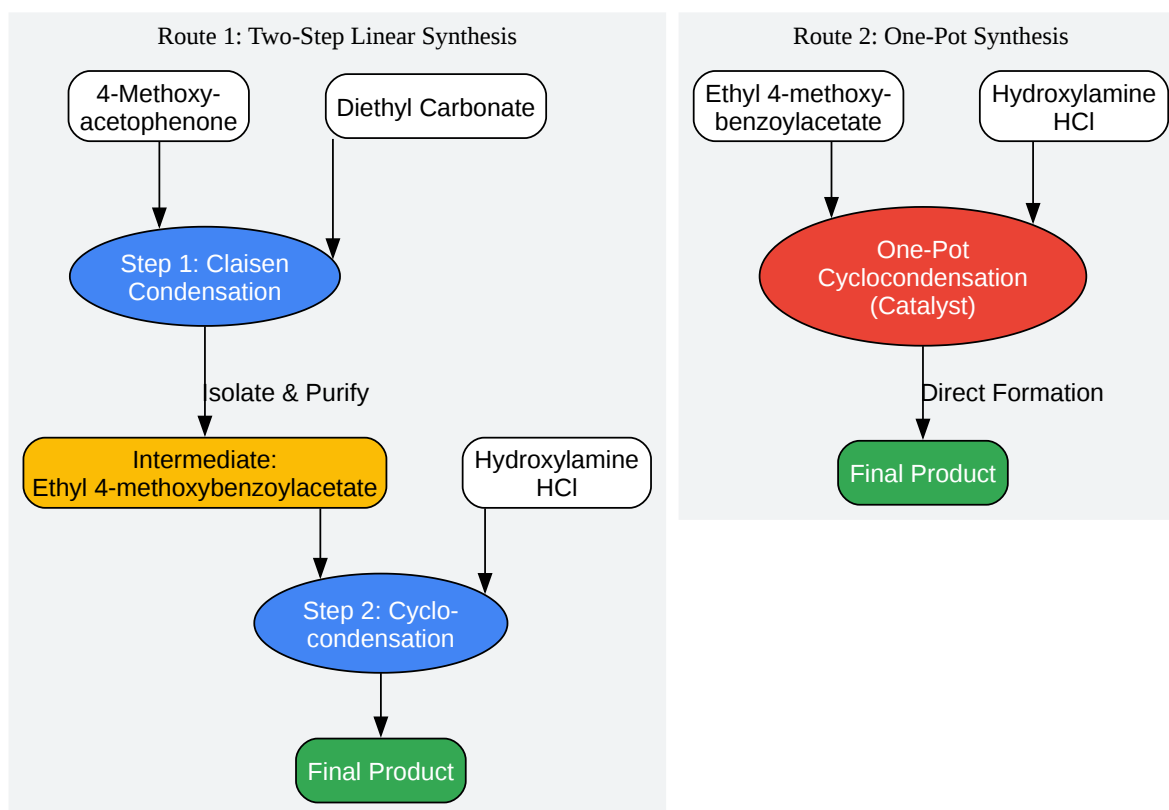 Route 1: Two-Step Linear Synthesis
4-Methoxy-
acetophenone
Diethyl Carbonate
Step 1: Claisen
Condensation
Isolate & Purify
Intermediate:
Ethyl 4-methoxybenzoylacetate
Hydroxylamine
HCl
Step 2: Cyclo-
condensation
Final Product
Route 2: One-Pot Synthesis
Ethyl 4-methoxy-
benzoylacetate
Hydroxylamine
HCl
One-Pot
Cyclocondensation
(Catalyst)
Direct Formation
Final Product